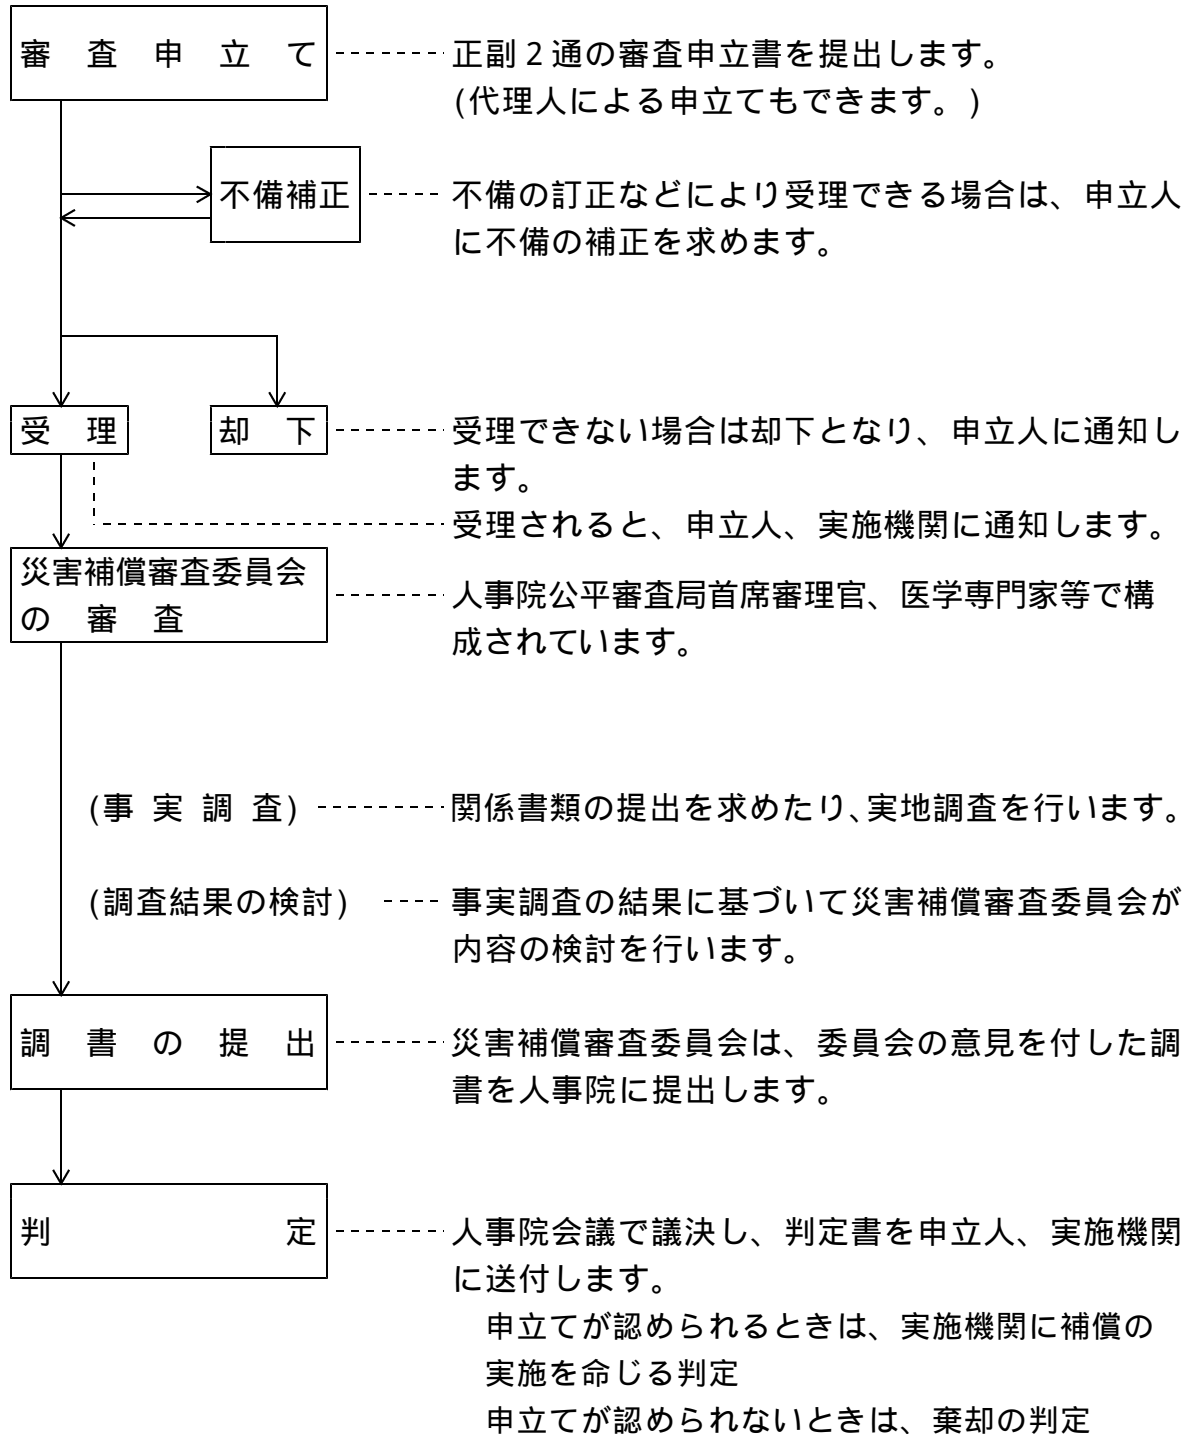 審　査　申　立　て
正副２通の審査申立書を提出します。
(代理人による申立てもできます。)
不備補正
不備の訂正などにより受理できる場合は、申立人
に不備の補正を求めます。
受　理
却　下
受理できない場合は却下となり、申立人に通知し
ます。
受理されると、申立人、実施機関に通知します。
災害補償審査委員会
の　審　査
人事院公平審査局首席審理官、医学専門家等で構
成されています。
(事 実 調 査)
関係書類の提出を求めたり、実地調査を行います。
(調査結果の検討)
事実調査の結果に基づいて災害補償審査委員会が
内容の検討を行います。
調　書　の　提　出
災害補償審査委員会は、委員会の意見を付した調
書を人事院に提出します。
判　　　　　　　定
人事院会議で議決し、判定書を申立人、実施機関
に送付します。
申立てが認められるときは、実施機関に補償の
実施を命じる判定
申立てが認められないときは、棄却の判定